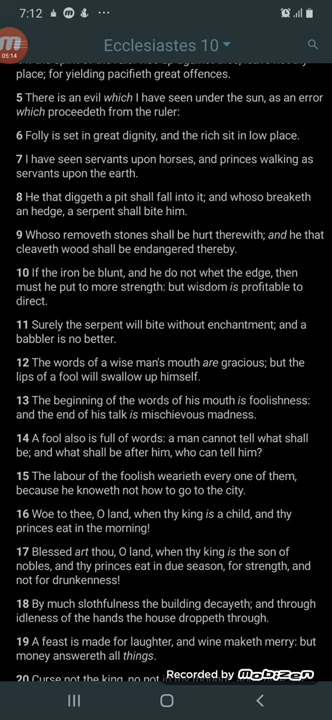 7:12
05:14
Ecclesiastes 10
place; for yielding pacifieth great offences.
5 There is an evil which I have seen under the sun, as an error
which proceedeth from the ruler:
6 Folly is set in great dignity, and the rich sit in low place.
7 I have seen servants upon horses, and princes walking as
servants upon the earth.
8 He that diggeth a pit shall fall into it; and whoso breaketh
an hedge, a serpent shall bite him.
9 Whoso removeth stones shall be hurt therewith; and he that
cleaveth wood shall be endangered thereby.
10 If the iron be blunt, and he do not whet the edge, then
must he put to more strength: but wisdom is profitable to
direct.
11 Surely the serpent will bite without enchantment; and a
babbler is no better.
12 The words of a wise man's mouth are gracious; but the
lips of a fool will swallow up himself.
13 The beginning of the words of his mouth is foolishness:
and the end of his talk is mischievous madness.
14 A fool also is full of words: a man cannot tell what shall
be; and what shall be after him, who can tell him?
15 The labour of the foolish wearieth every one of them,
because he knoweth not how to go to the city.
16 Woe to thee, O land, when thy king is a child, and thy
princes eat in the morning!
17 Blessed art thou, O land, when thy king is the son of
nobles, and thy princes eat in due season, for strength, and
not for drunkenness!
18 By much slothfulness the building decayeth; and through
idleness of the hands the house droppeth through.
19 A feast is made for laughter, and wine maketh merry: but
money answereth all things.
20 Curse not the king, no not
Recorded by Mobizen